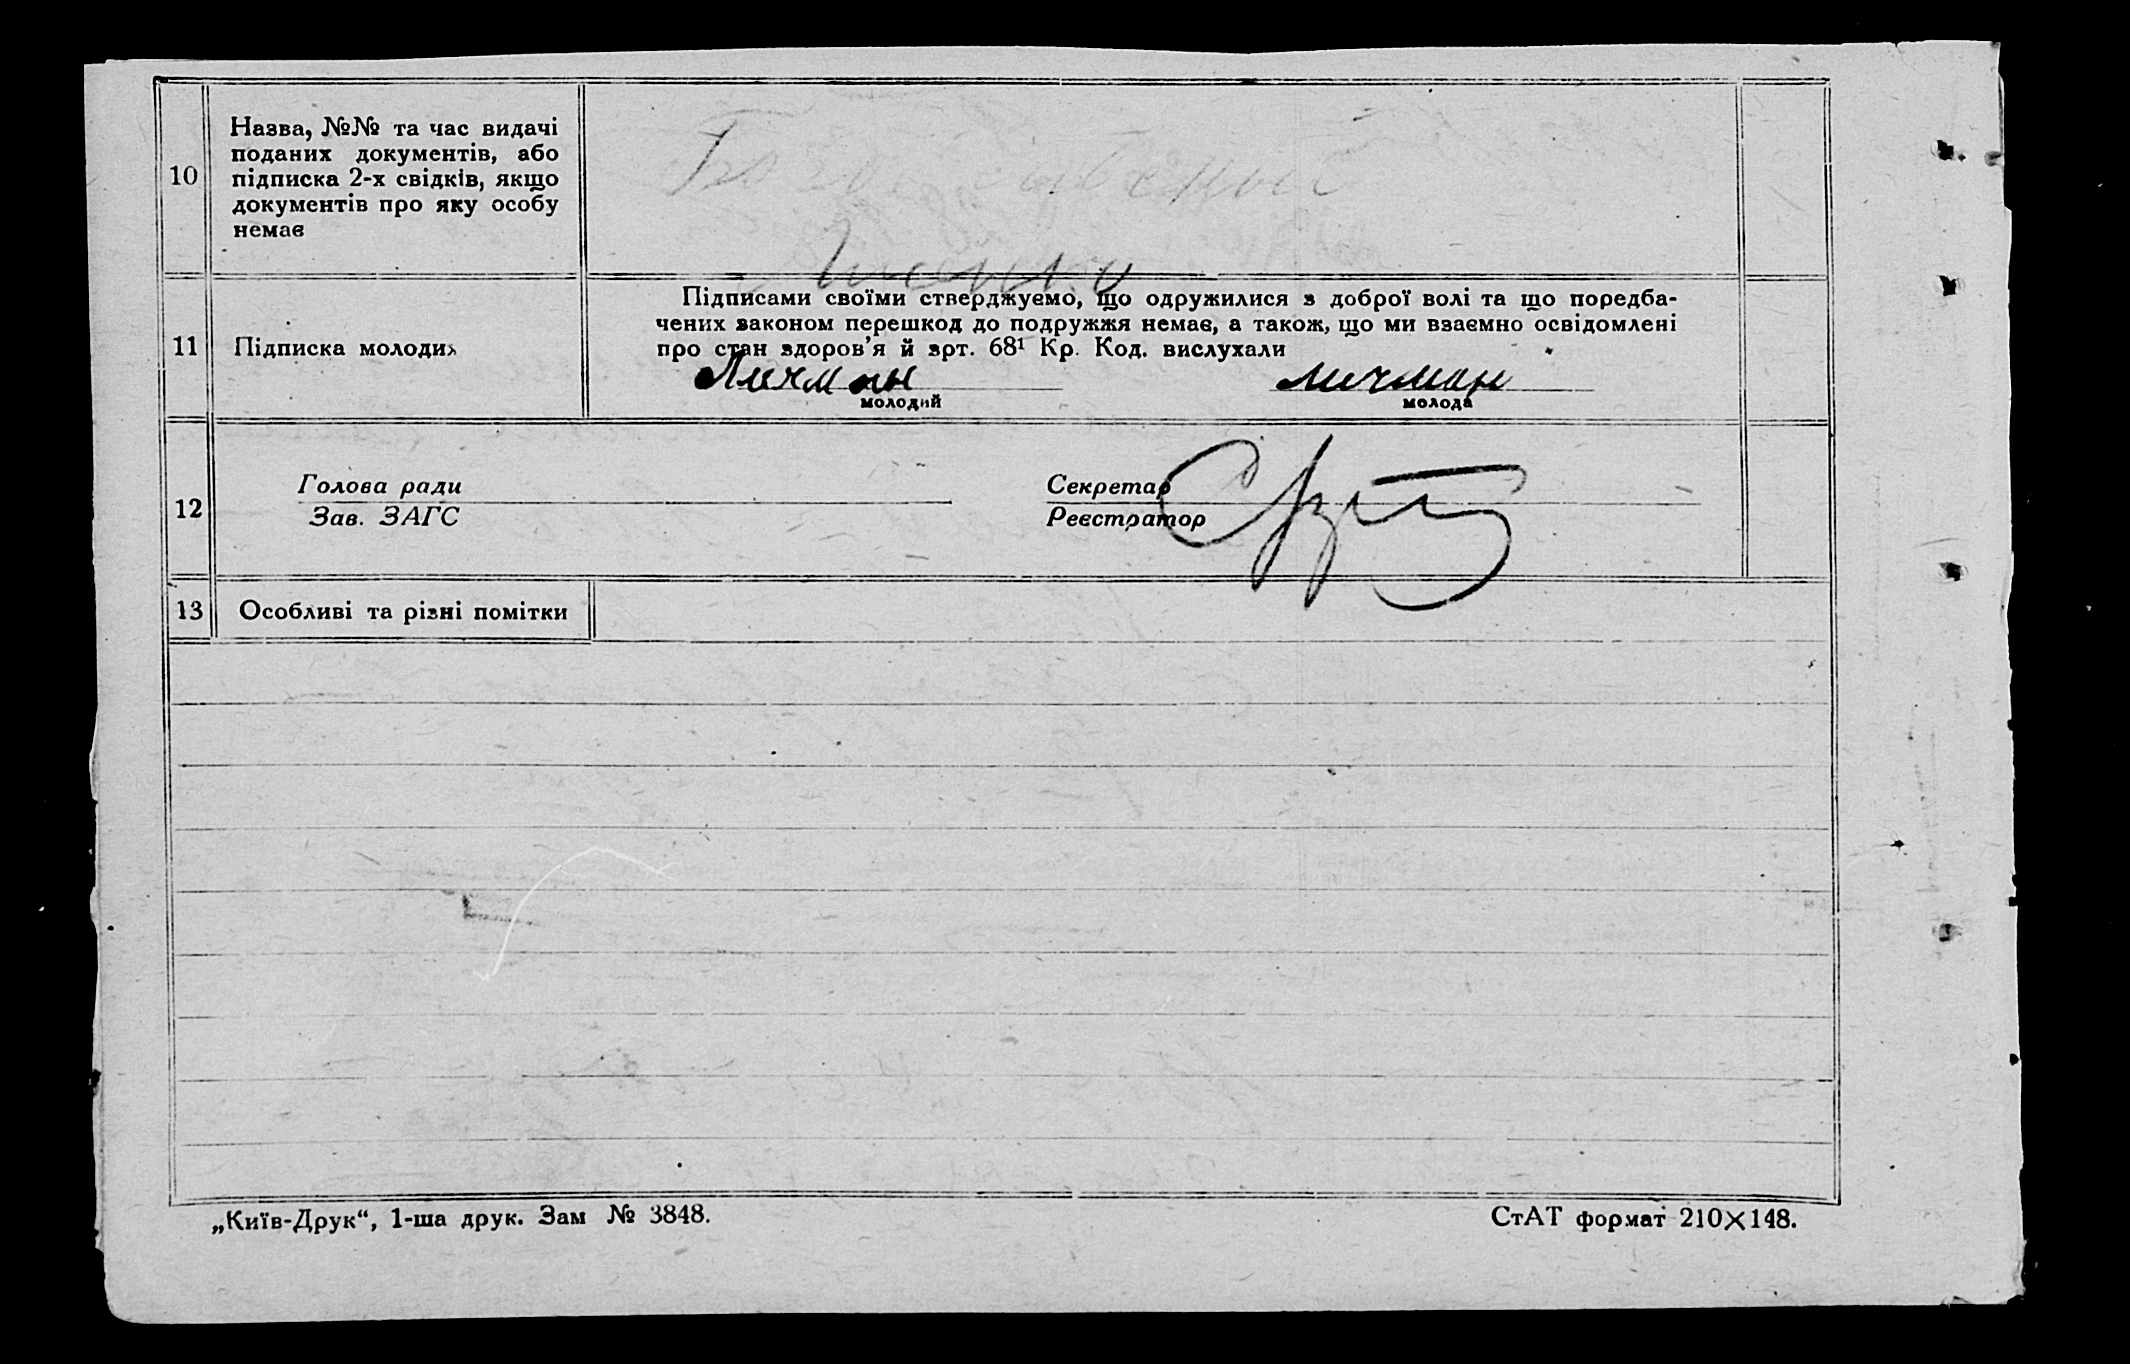 10
Назва, №№ та час видачі
поданих документів, або
підписка 2-х свідків, якщо
документів про яку особу
немає
11
Підписка молодих
Підписами своїми стверджуємо, що одружилися з доброї волі та що поредба-
чених законом перешкод до подружжя немає, а також, що ми взаємно освідомлені
про стан здоров’я й арт. 68¹ Кр. Код. вислухали
молодий
Личман
молода
12
Голова ради
Зав. ЗАГС
Секретар
Реєстратор
13
Особливі та різні помітки
„Київ-Друк“, 1-ша друк. Зам № 3848.
СтАТ формат 210×148.